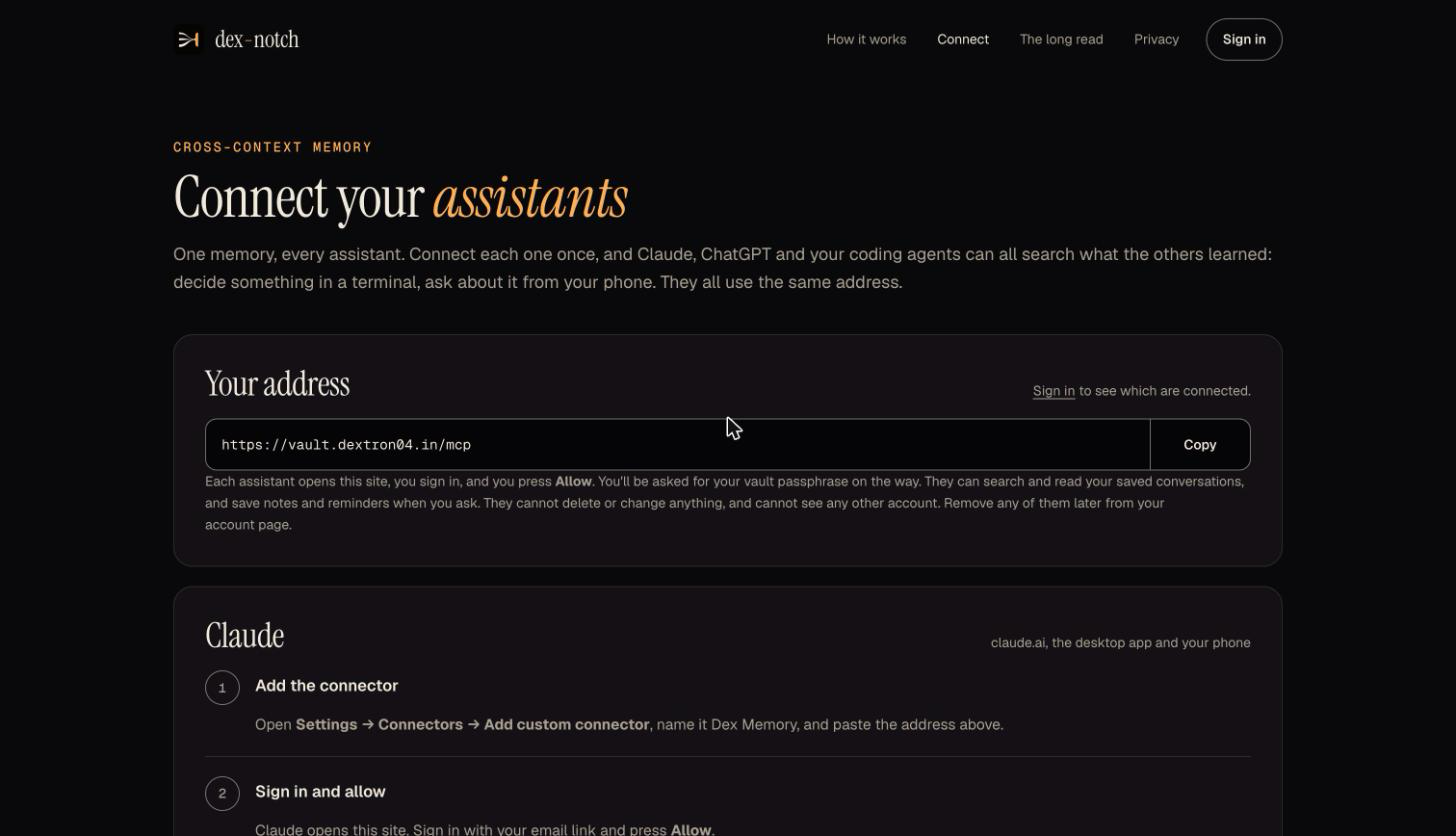 dex-notch
How it works Connect The long read Privacy Sign in
CROSS-CONTEXT MEMORY
Connect your assistants
One memory, every assistant. Connect each one once, and Claude, ChatGPT and your coding agents can all search what the others learned:
decide something in a terminal, ask about it from your phone. They all use the same address.
Your address
Sign in to see which are connected.
https://vault.dextron04.in/mcp
Copy
Each assistant opens this site, you sign in, and you press Allow. You'll be asked for your vault passphrase on the way. They can search and read your saved conversations,
and save notes and reminders when you ask. They cannot delete or change anything, and cannot see any other account. Remove any of them later from your
account page.
Claude
claude.ai, the desktop app and your phone
1
Add the connector
Open Settings → Connectors → Add custom connector, name it Dex Memory, and paste the address above.
2
Sign in and allow
Claude opens this site. Sign in with your email link and press Allow.